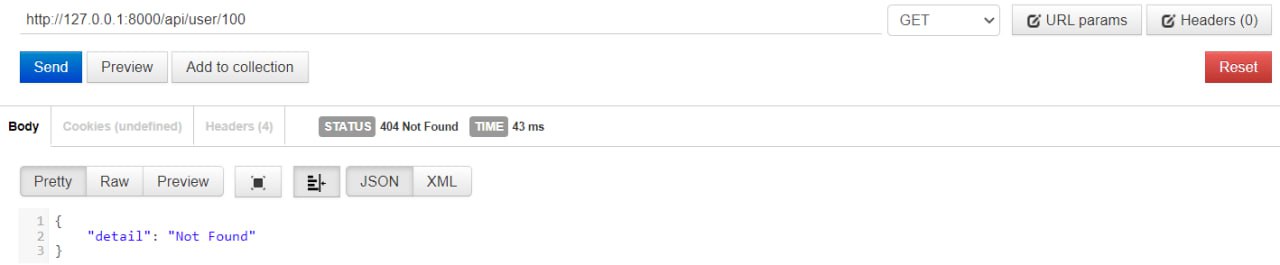 http://127.0.0.1:8000/api/user/100 GET URL params Headers (0)
Send Preview Add to collection Reset
Body Cookies (undefined) Headers (4) STATUS 404 Not Found TIME 43 ms
Pretty Raw Preview JSON XML
1 {
2 "detail": "Not Found"
3 }